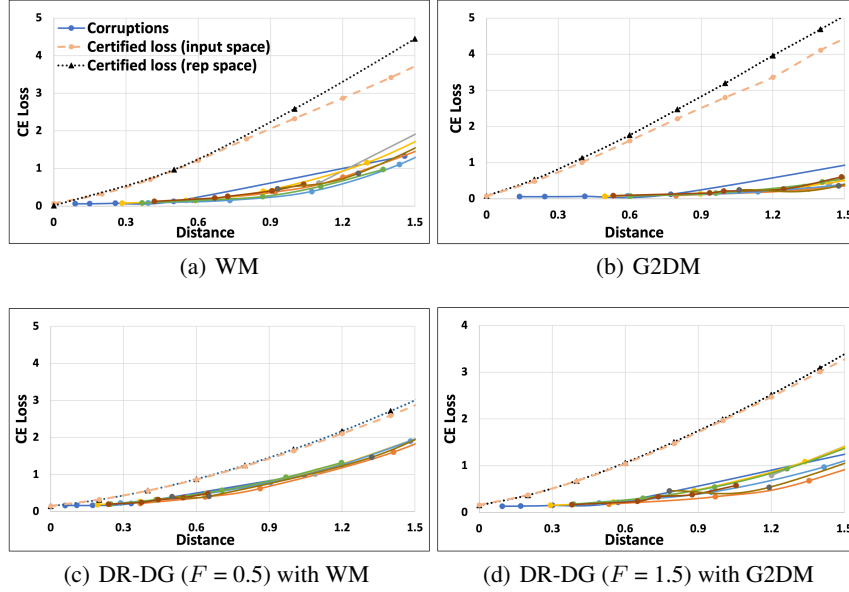 5
4
3
2
1
0
CE Loss
Corruptions
Certified loss (input space)
Certified loss (rep space)
0 0.3 0.6 0.9 1.2 1.5
Distance
(a) WM
5
4
3
2
1
0
CE Loss
0 0.3 0.6 0.9 1.2 1.5
Distance
(b) G2DM
5
4
3
2
1
0
CE Loss
0 0.3 0.6 0.9 1.2 1.5
Distance
(c) DR-DG (F = 0.5) with WM
4
3
2
1
0
CE Loss
0 0.3 0.6 0.9 1.2 1.5
Distance
(d) DR-DG (F = 1.5) with G2DM